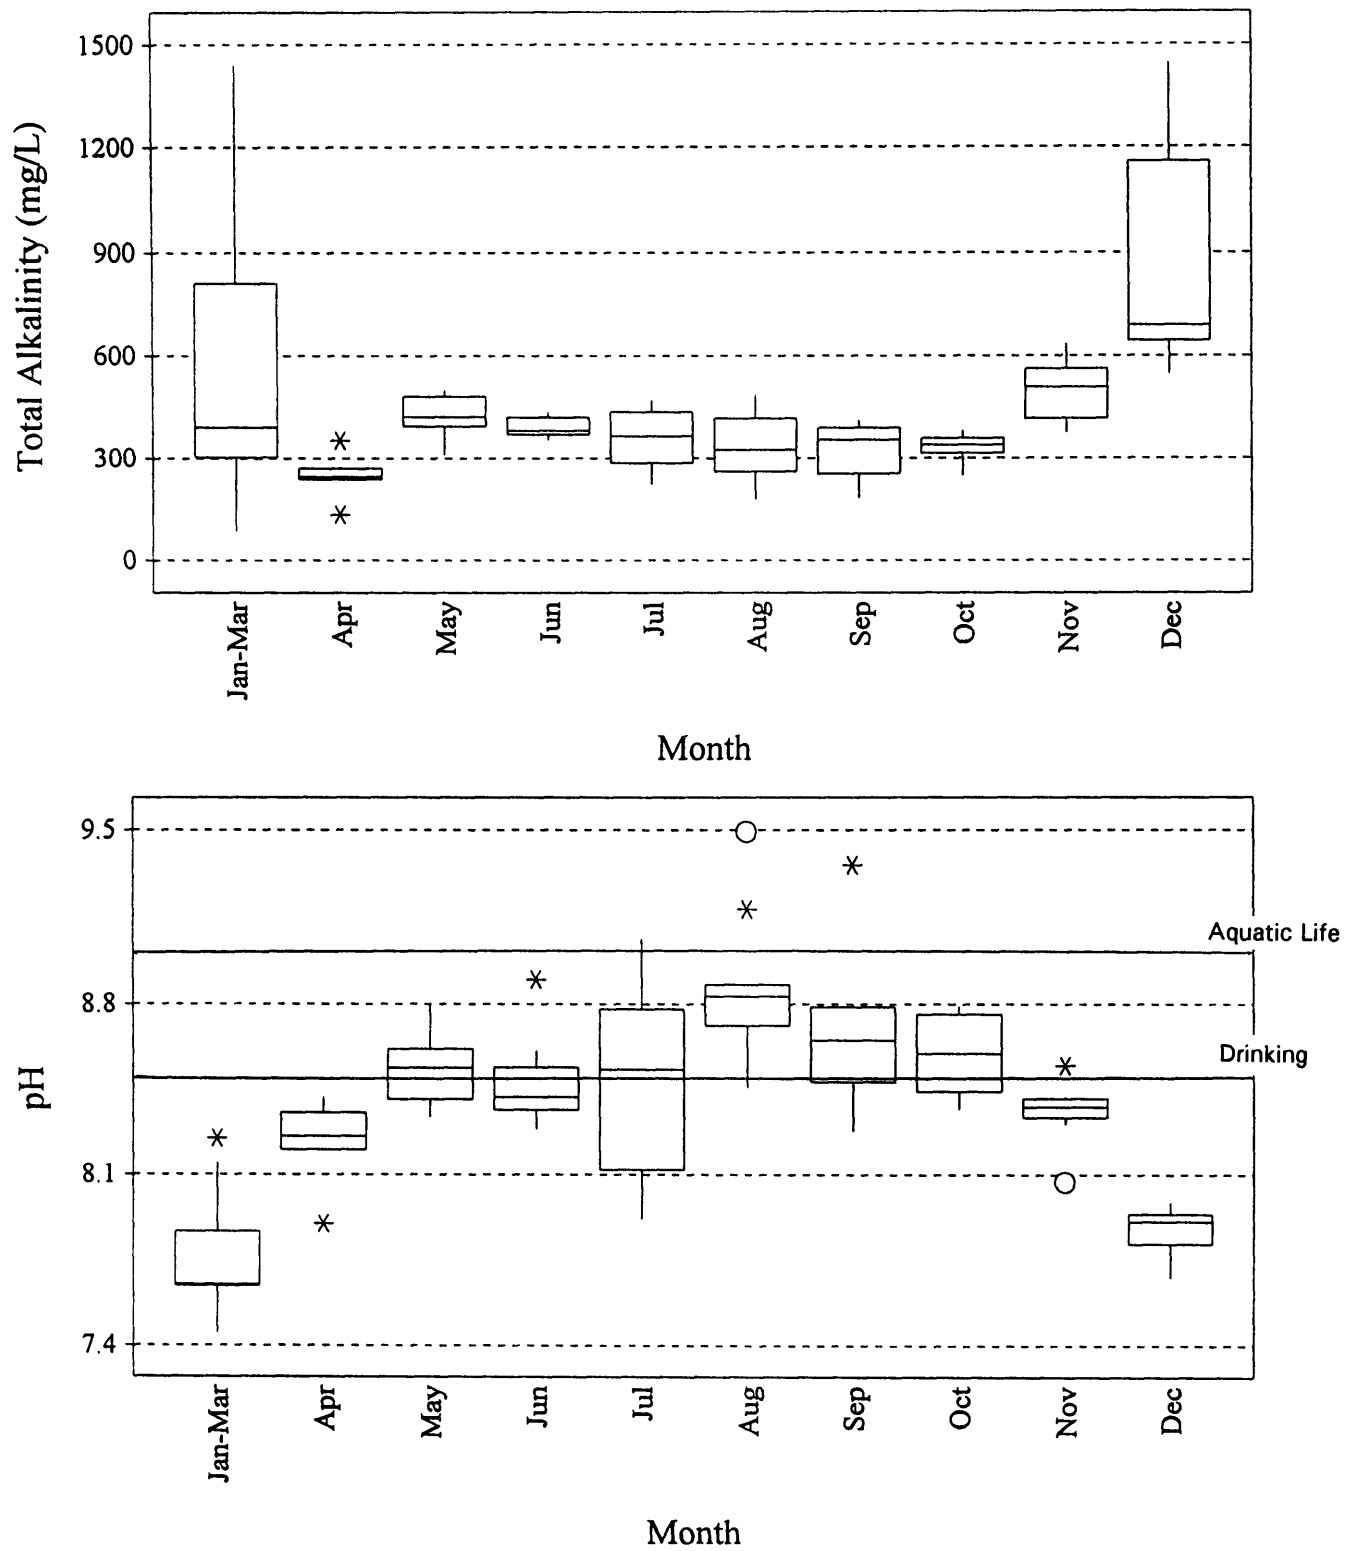 Total Alkalinity (mg/L)
1500
1200
900
600
300
0
Jan-Mar
Apr
May
Jun
Jul
Aug
Sep
Oct
Nov
Dec
Month
pH
9.5
8.8
8.1
7.4
Aquatic Life
Drinking
Jan-Mar
Apr
May
Jun
Jul
Aug
Sep
Oct
Nov
Dec
Month